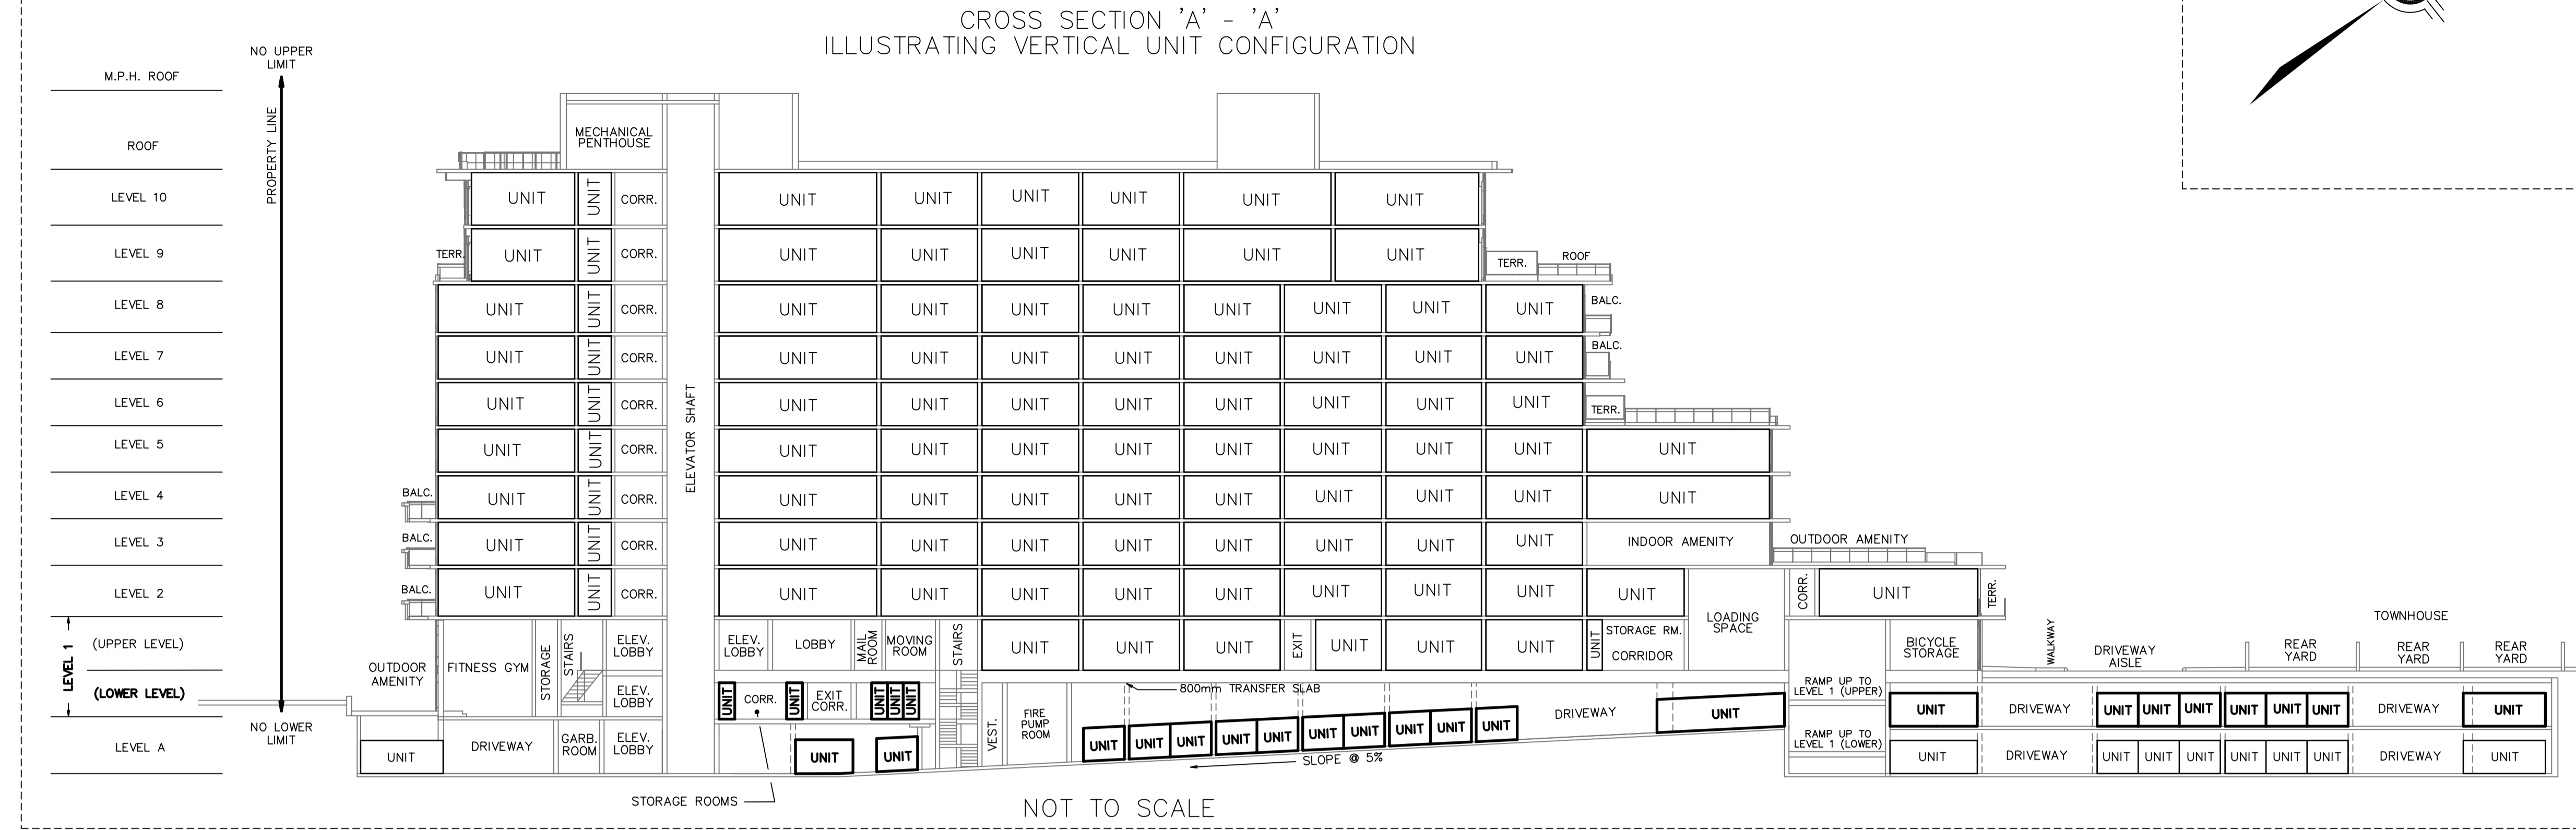 CROSS SECTION 'A' - 'A'
ILLUSTRATING VERTICAL UNIT CONFIGURATION
NO UPPER
LIMIT
PROPERTY LINE
NO LOWER
LIMIT
M.P.H. ROOF
ROOF
MECHANICAL
PENTHOUSE
ELEVATOR SHAFT
LEVEL 10
UNIT UNIT CORR. UNIT UNIT UNIT UNIT UNIT UNIT
LEVEL 9
TERR. UNIT UNIT CORR. UNIT UNIT UNIT UNIT UNIT UNIT TERR. ROOF
LEVEL 8
UNIT UNIT CORR. UNIT UNIT UNIT UNIT UNIT UNIT UNIT UNIT BALC.
LEVEL 7
UNIT UNIT CORR. UNIT UNIT UNIT UNIT UNIT UNIT UNIT UNIT BALC.
LEVEL 6
UNIT UNIT CORR. UNIT UNIT UNIT UNIT UNIT UNIT UNIT UNIT TERR.
LEVEL 5
UNIT UNIT CORR. UNIT UNIT UNIT UNIT UNIT UNIT UNIT UNIT UNIT
LEVEL 4
BALC. UNIT UNIT CORR. UNIT UNIT UNIT UNIT UNIT UNIT UNIT UNIT UNIT
LEVEL 3
BALC. UNIT UNIT CORR. UNIT UNIT UNIT UNIT UNIT UNIT UNIT UNIT INDOOR AMENITY OUTDOOR AMENITY
LEVEL 2
BALC. UNIT UNIT CORR. UNIT UNIT UNIT UNIT UNIT UNIT UNIT UNIT UNIT CORR. UNIT TERR.
LEVEL 1
(UPPER LEVEL)
OUTDOOR
AMENITY
FITNESS GYM
STORAGE
STAIRS
ELEV.
LOBBY
ELEV.
LOBBY
LOBBY
MAIL
ROOM
MOVING
ROOM
STAIRS
UNIT UNIT UNIT EXIT UNIT UNIT UNIT UNIT
STORAGE RM.
CORRIDOR
LOADING
SPACE
BICYCLE
STORAGE
WALKWAY
DRIVEWAY
AISLE
TOWNHOUSE
REAR
YARD
REAR
YARD
REAR
YARD
(LOWER LEVEL)
ELEV.
LOBBY
UNIT CORR. UNIT
EXIT
CORR.
UNIT UNIT UNIT
800mm TRANSFER SLAB
VEST.
FIRE
PUMP
ROOM
UNIT UNIT UNIT UNIT UNIT UNIT UNIT UNIT UNIT UNIT DRIVEWAY UNIT
SLOPE @ 5%
RAMP UP TO
LEVEL 1 (UPPER)
UNIT DRIVEWAY UNIT UNIT UNIT UNIT UNIT UNIT DRIVEWAY UNIT
LEVEL A
UNIT DRIVEWAY
GARB.
ROOM
ELEV.
LOBBY
UNIT UNIT
RAMP UP TO
LEVEL 1 (LOWER)
UNIT DRIVEWAY UNIT UNIT UNIT UNIT UNIT UNIT DRIVEWAY UNIT
STORAGE ROOMS
NOT TO SCALE